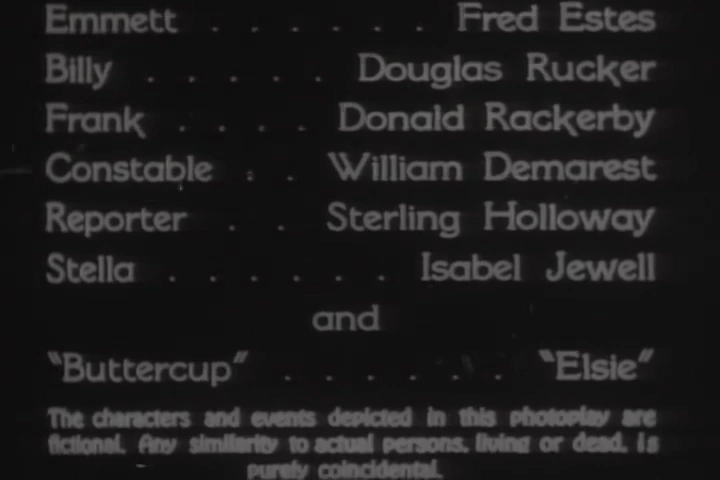 Emmett . . . . . . Fred Estes
Billy . . . . . Douglas Rucker
Frank . . . . Donald Rackerby
Constable . . William Demarest
Reporter . . Sterling Holloway
Stella . . . . . . Isabel Jewell
and
"Buttercup" . . . . . . "Elsie"
The characters and events depicted in this photoplay are
fictional. Any similarity to actual persons, living or dead, is
purely coincidental.